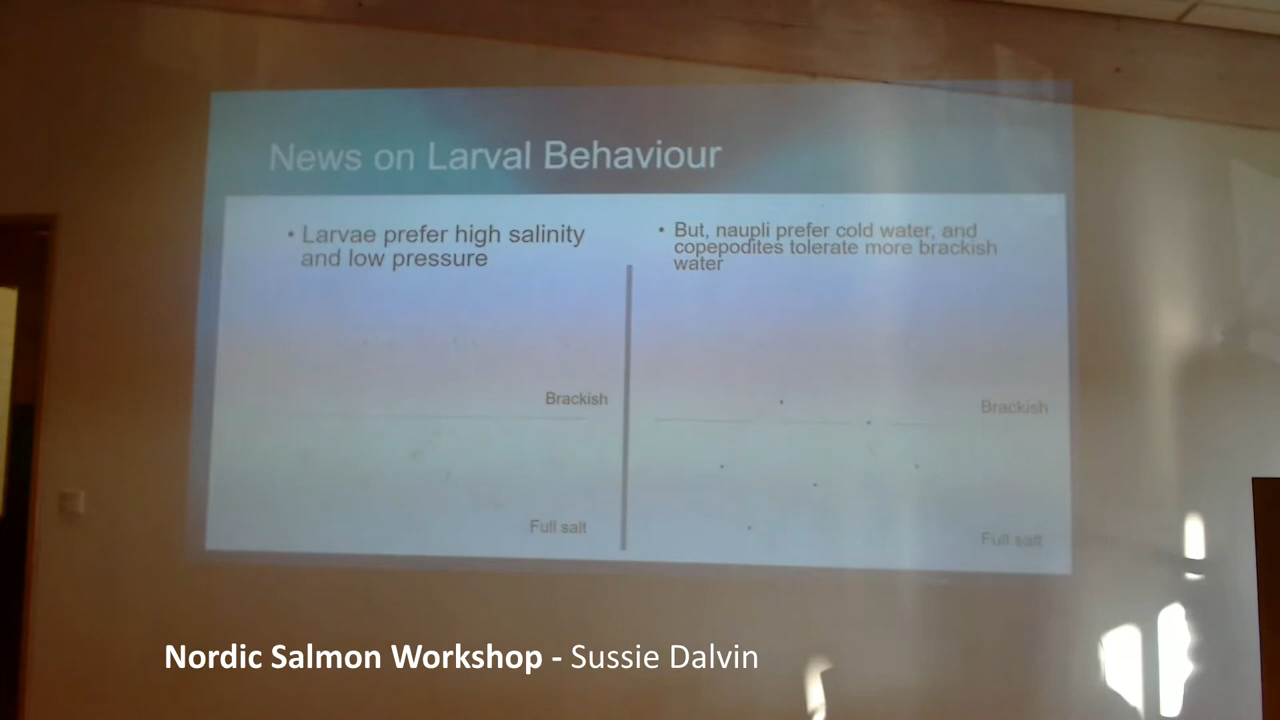 News on Larval Behaviour
• Larvae prefer high salinity
and low pressure
Brackish
Full salt
• But, naupli prefer cold water, and
copepodites tolerate more brackish
water
Brackish
Full salt
Nordic Salmon Workshop - Sussie Dalvin